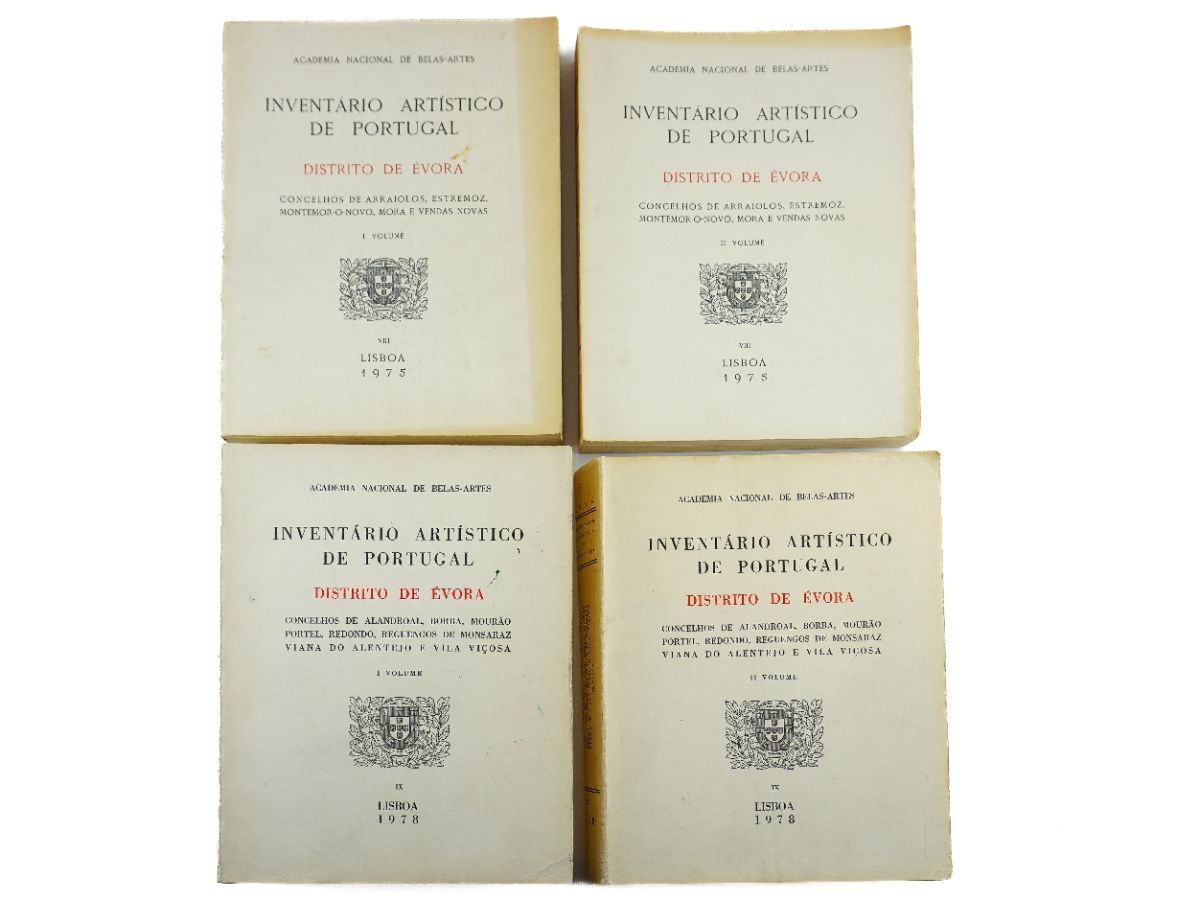 ACADEMIA NACIONAL DE BELAS-ARTES
INVENTÁRIO ARTÍSTICO
DE PORTUGAL
DISTRITO DE ÉVORA
CONCELHOS DE ARRAIOLOS, ESTREMOZ,
MONTEMOR-O-NOVO, MORA E VENDAS NOVAS
I VOLUME
VIII
LISBOA
1975
ACADEMIA NACIONAL DE BELAS-ARTES
INVENTÁRIO ARTÍSTICO
DE PORTUGAL
DISTRITO DE ÉVORA
CONCELHOS DE ARRAIOLOS, ESTREMOZ,
MONTEMOR-O-NOVO, MORA E VENDAS NOVAS
II VOLUME
VIII
LISBOA
1975
ACADEMIA NACIONAL DE BELAS-ARTES
INVENTÁRIO ARTÍSTICO
DE PORTUGAL
DISTRITO DE ÉVORA
CONCELHOS DE ALANDROAL, BORBA, MOURÃO
PORTEL, REDONDO, REGUENGOS DE MONSARAZ
VIANA DO ALENTEJO E VILA VIÇOSA
I VOLUME
IX
LISBOA
1978
ACADEMIA NACIONAL DE BELAS-ARTES
INVENTÁRIO ARTÍSTICO
DE PORTUGAL
DISTRITO DE ÉVORA
CONCELHOS DE ALANDROAL, BORBA, MOURÃO
PORTEL, REDONDO, REGUENGOS DE MONSARAZ
VIANA DO ALENTEJO E VILA VIÇOSA
II VOLUME
IX
LISBOA
1978